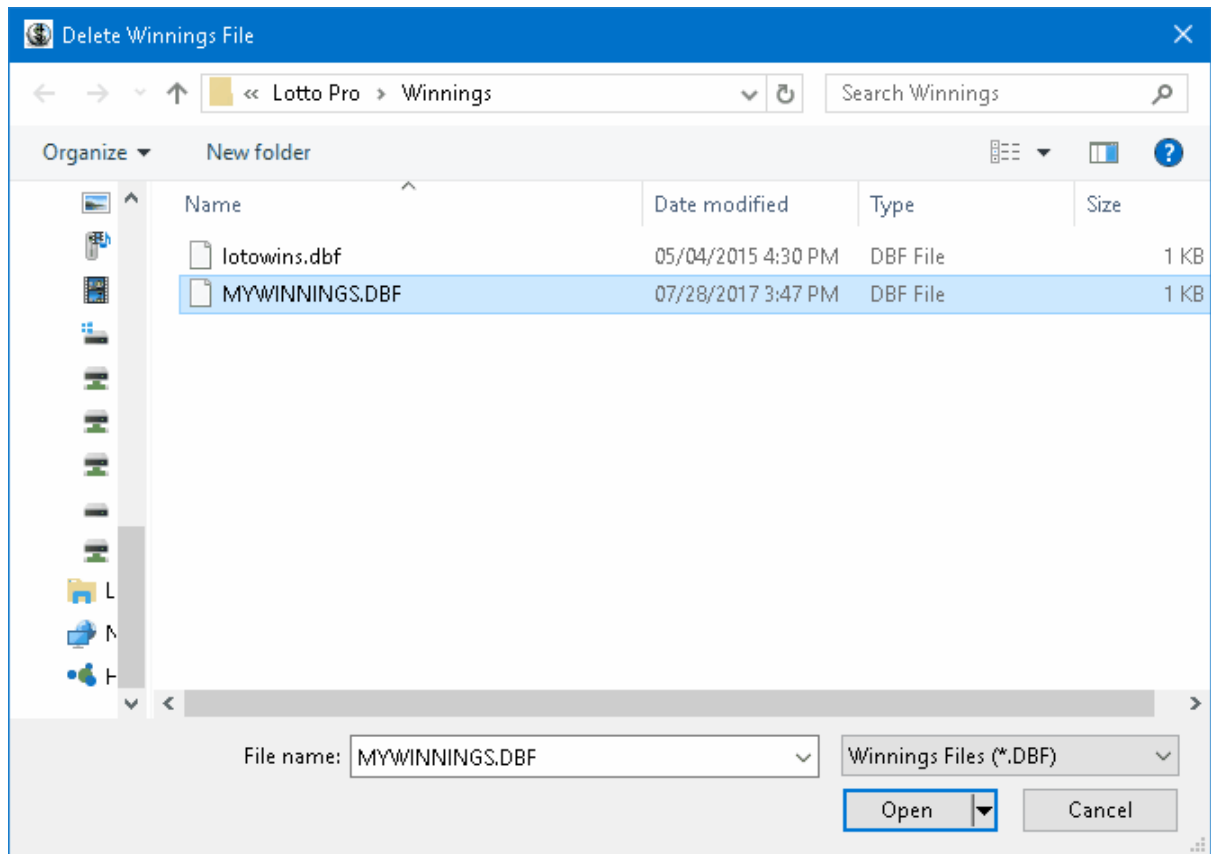 Delete Winnings File
« Lotto Pro > Winnings
Search Winnings
Organize
New folder
?
Name Date modified Type Size
lotowins.dbf 05/04/2015 4:30 PM DBF File 1 KB
MYWINNINGS.DBF 07/28/2017 3:47 PM DBF File 1 KB
L
N
H
File name: MYWINNINGS.DBF Winnings Files (*.DBF)
Open Cancel